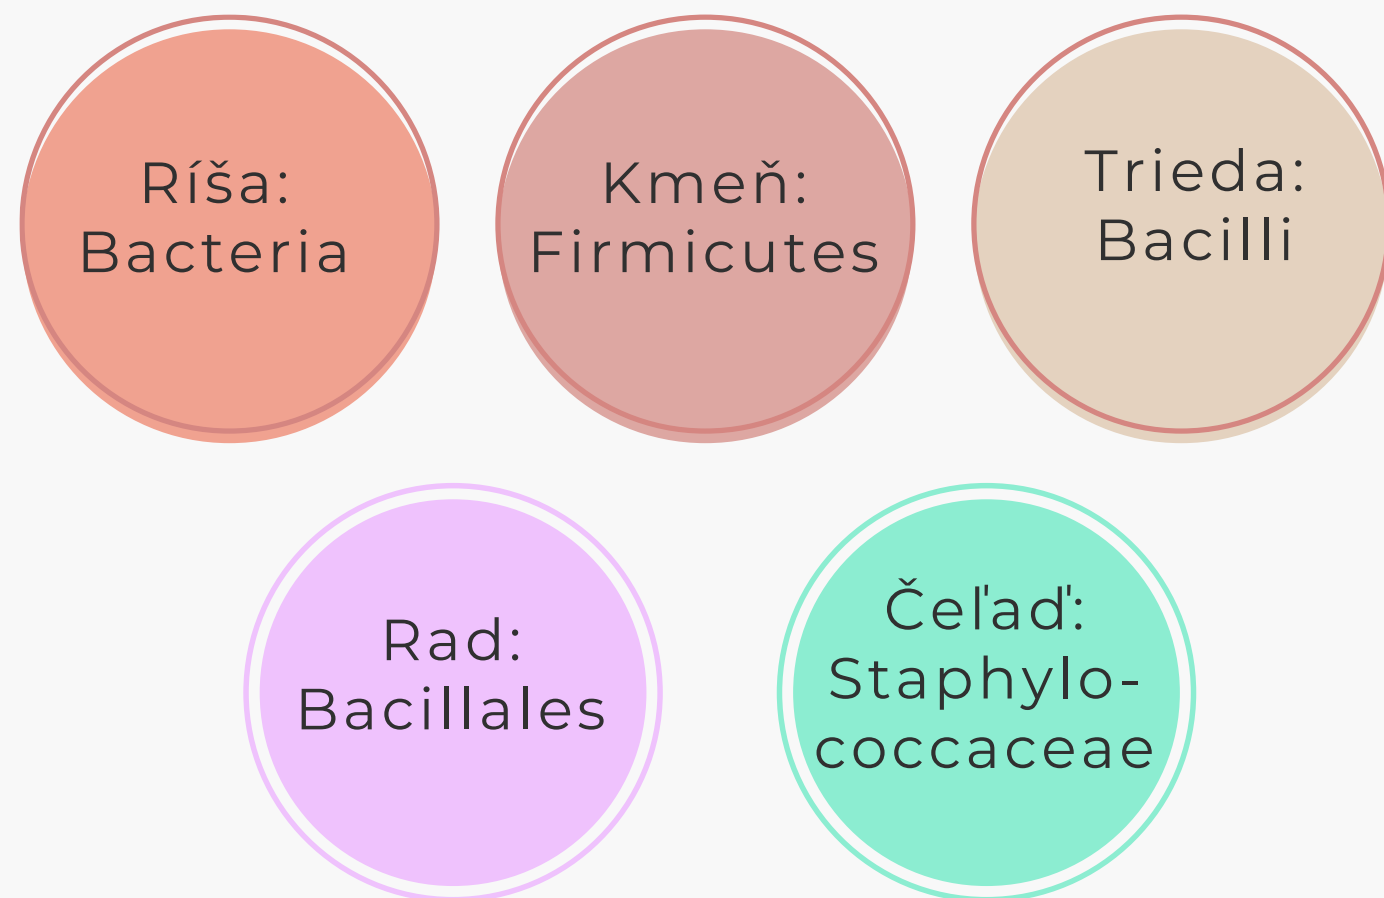 Ríša:
Bacteria
Kmeň:
Firmicutes
Trieda:
Bacilli
Rad:
Bacillales
Čeľaď:
Staphylo-
coccaceae